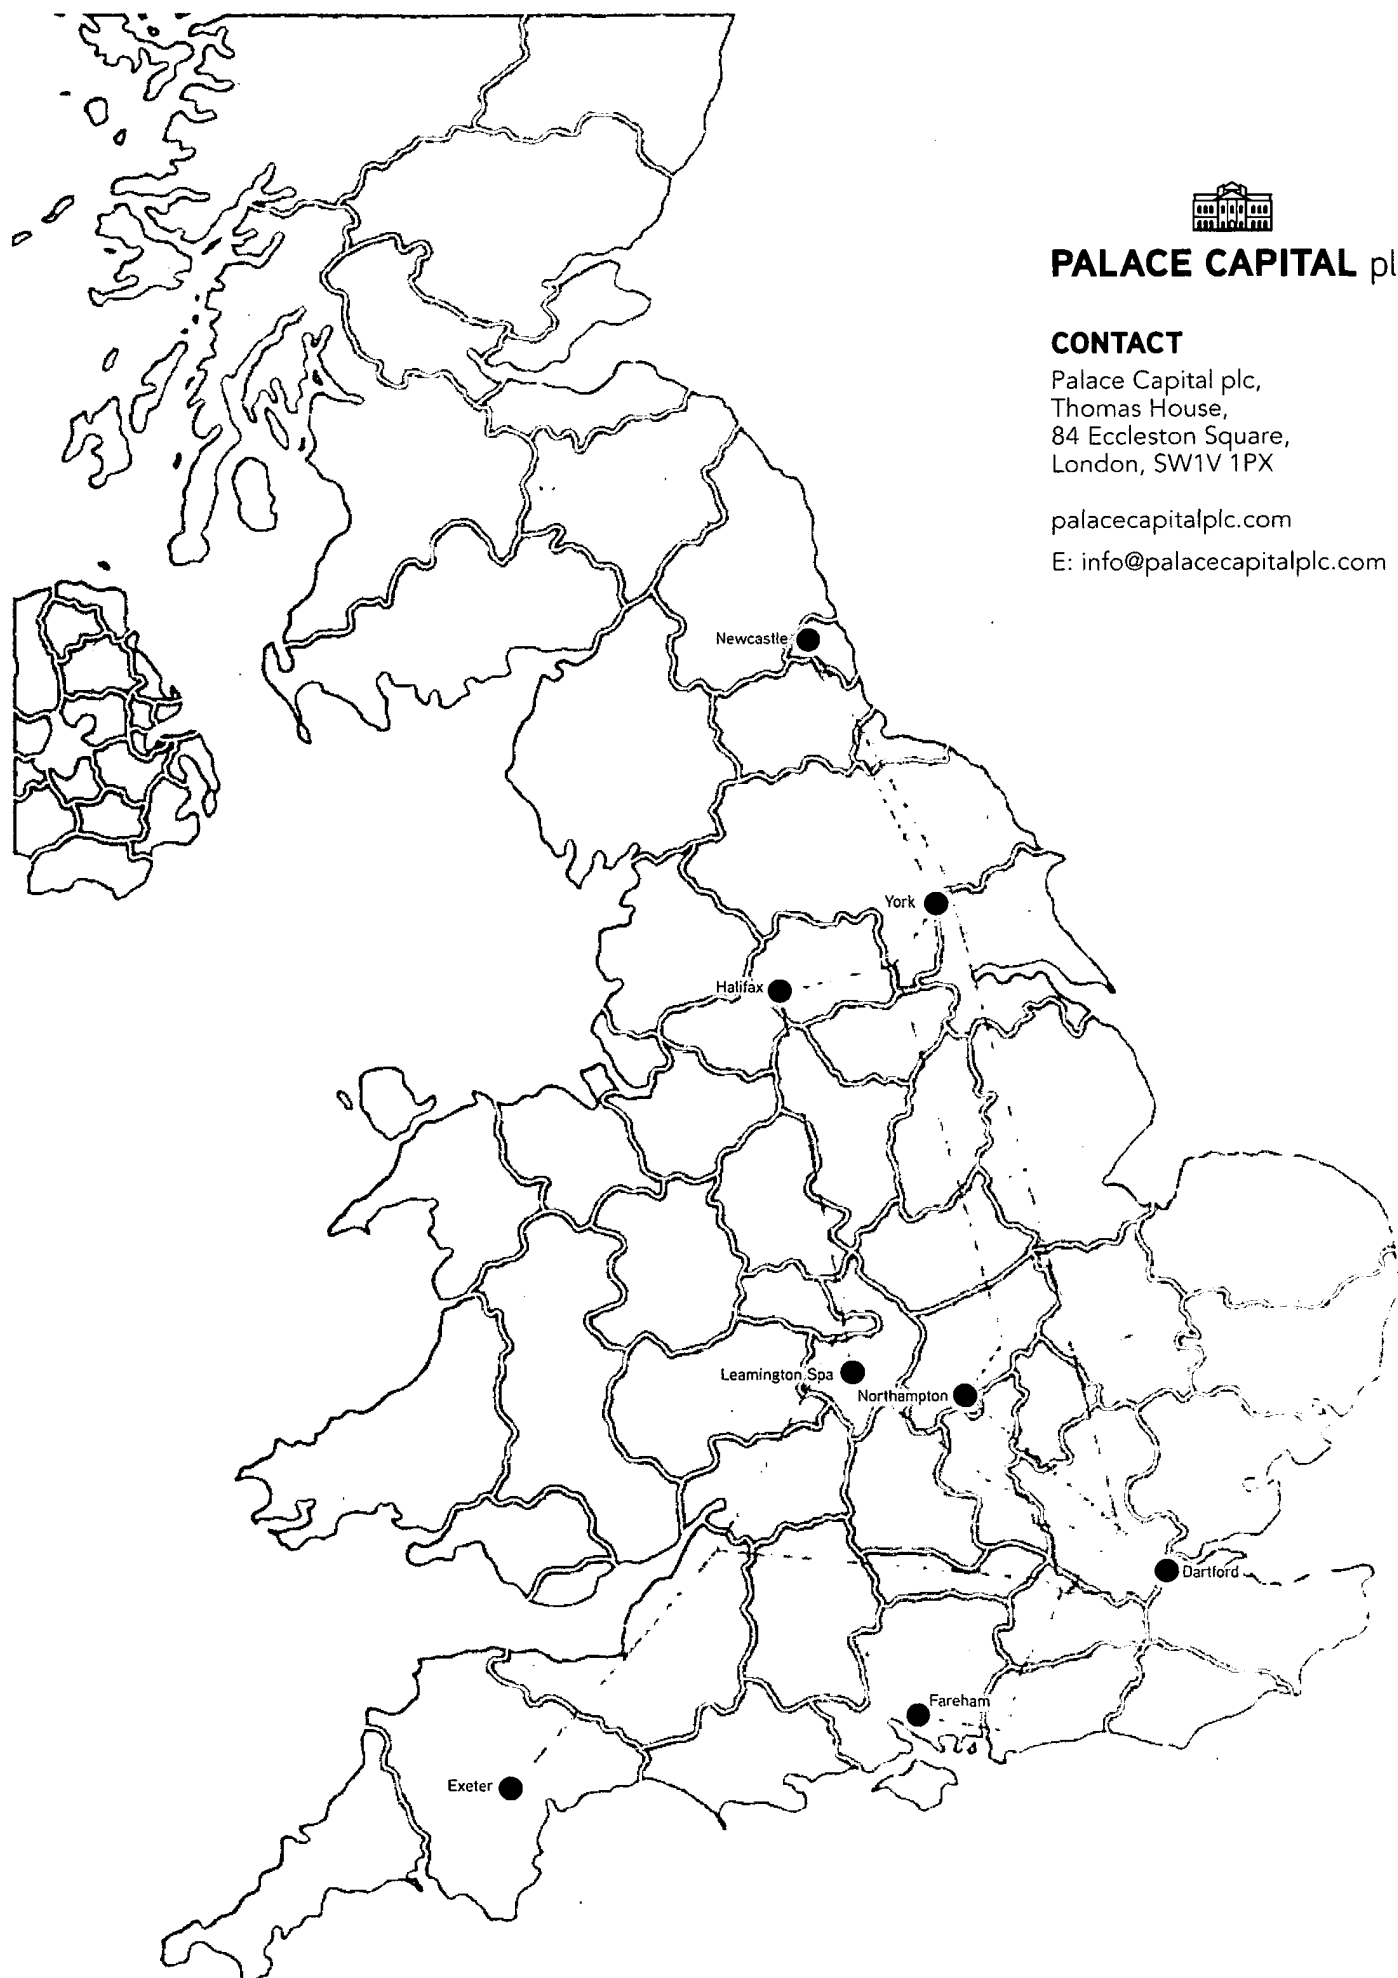 PALACE CAPITAL pl
CONTACT
Palace Capital plc,
Thomas House,
84 Eccleston Square,
London, SW1V 1PX
palacecapitalplc.com
E: info@palacecapitalplc.com
Newcastle
York
Halifax
Leamington Spa
Northampton
Dartford
Fareham
Exeter